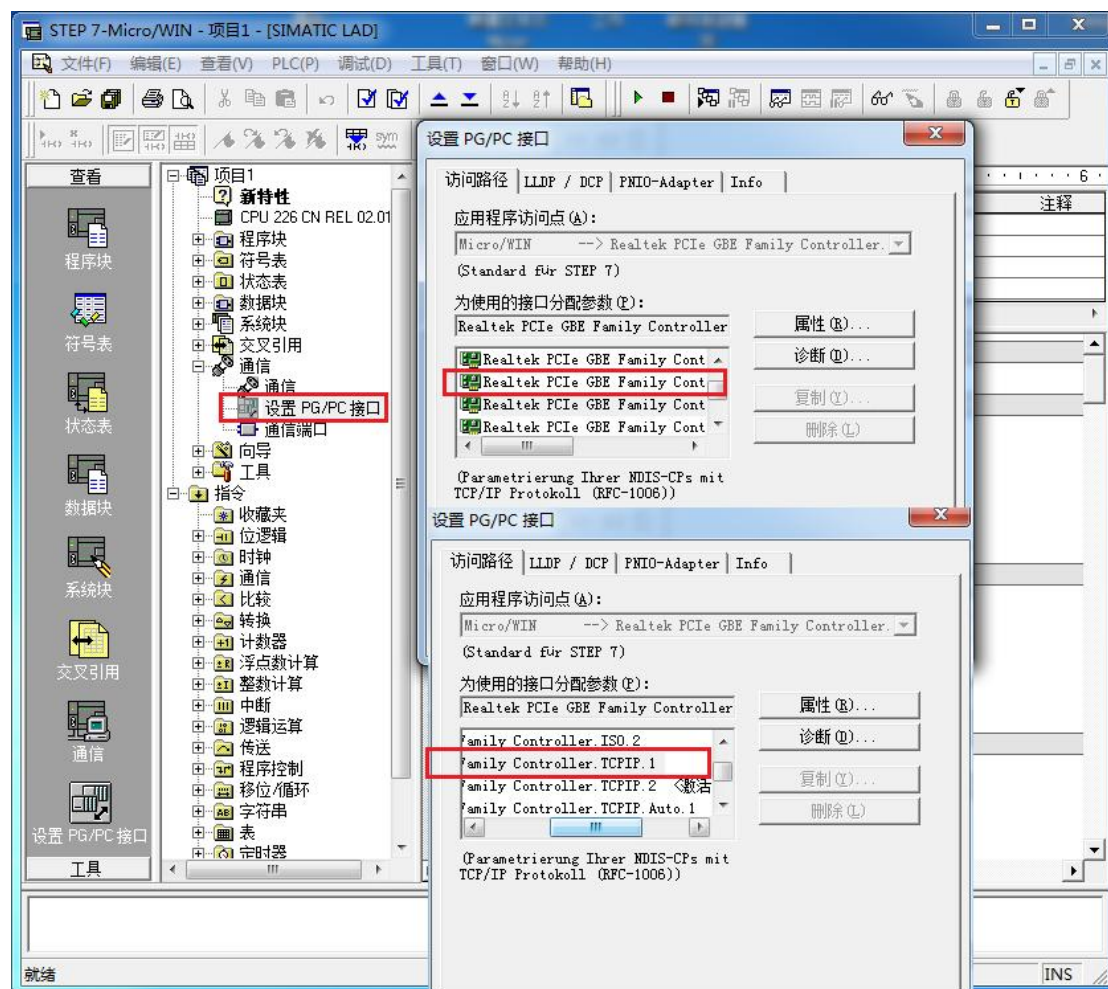 STEP 7-Micro/WIN - 项目1 - [SIMATIC LAD]
文件(F) 编辑(E) 查看(V) PLC(P) 调试(D) 工具(T) 窗口(W) 帮助(H)
sym
查看
程序块
符号表
状态表
数据块
系统块
交叉引用
通信
设置 PG/PC 接口
工具
项目1
新特性
CPU 226 CN REL 02.01
程序块
符号表
状态表
数据块
系统块
交叉引用
通信
通信
设置 PG/PC 接口
通信端口
向导
工具
指令
收藏夹
位逻辑
时钟
通信
比较
转换
计数器
浮点数计算
整数计算
中断
逻辑运算
传送
程序控制
移位/循环
字符串
表
定时器
6
注释
设置 PG/PC 接口
访问路径 LLDP / DCP PNIO-Adapter Info
应用程序访问点(A):
Micro/WIN --> Realtek PCIe GBE Family Controller.
(Standard für STEP 7)
为使用的接口分配参数(P):
Realtek PCIe GBE Family Controller
属性(R)...
Realtek PCIe GBE Family Cont
诊断(D)...
Realtek PCIe GBE Family Cont
Realtek PCIe GBE Family Cont
复制(Y)...
Realtek PCIe GBE Family Cont
删除(L)
(Parametrierung Ihrer NDIS-CPs mit
TCP/IP Protokoll (RFC-1006))
设置 PG/PC 接口
访问路径 LLDP / DCP PNIO-Adapter Info
应用程序访问点(A):
Micro/WIN --> Realtek PCIe GBE Family Controller.
(Standard für STEP 7)
为使用的接口分配参数(P):
Realtek PCIe GBE Family Controller
属性(R)...
Family Controller.ISO.2
诊断(D)...
Family Controller.TCPIP.1
Family Controller.TCPIP.2 <激活
复制(Y)...
Family Controller.TCPIP.Auto.1
删除(L)
(Parametrierung Ihrer NDIS-CPs mit
TCP/IP Protokoll (RFC-1006))
就绪
INS